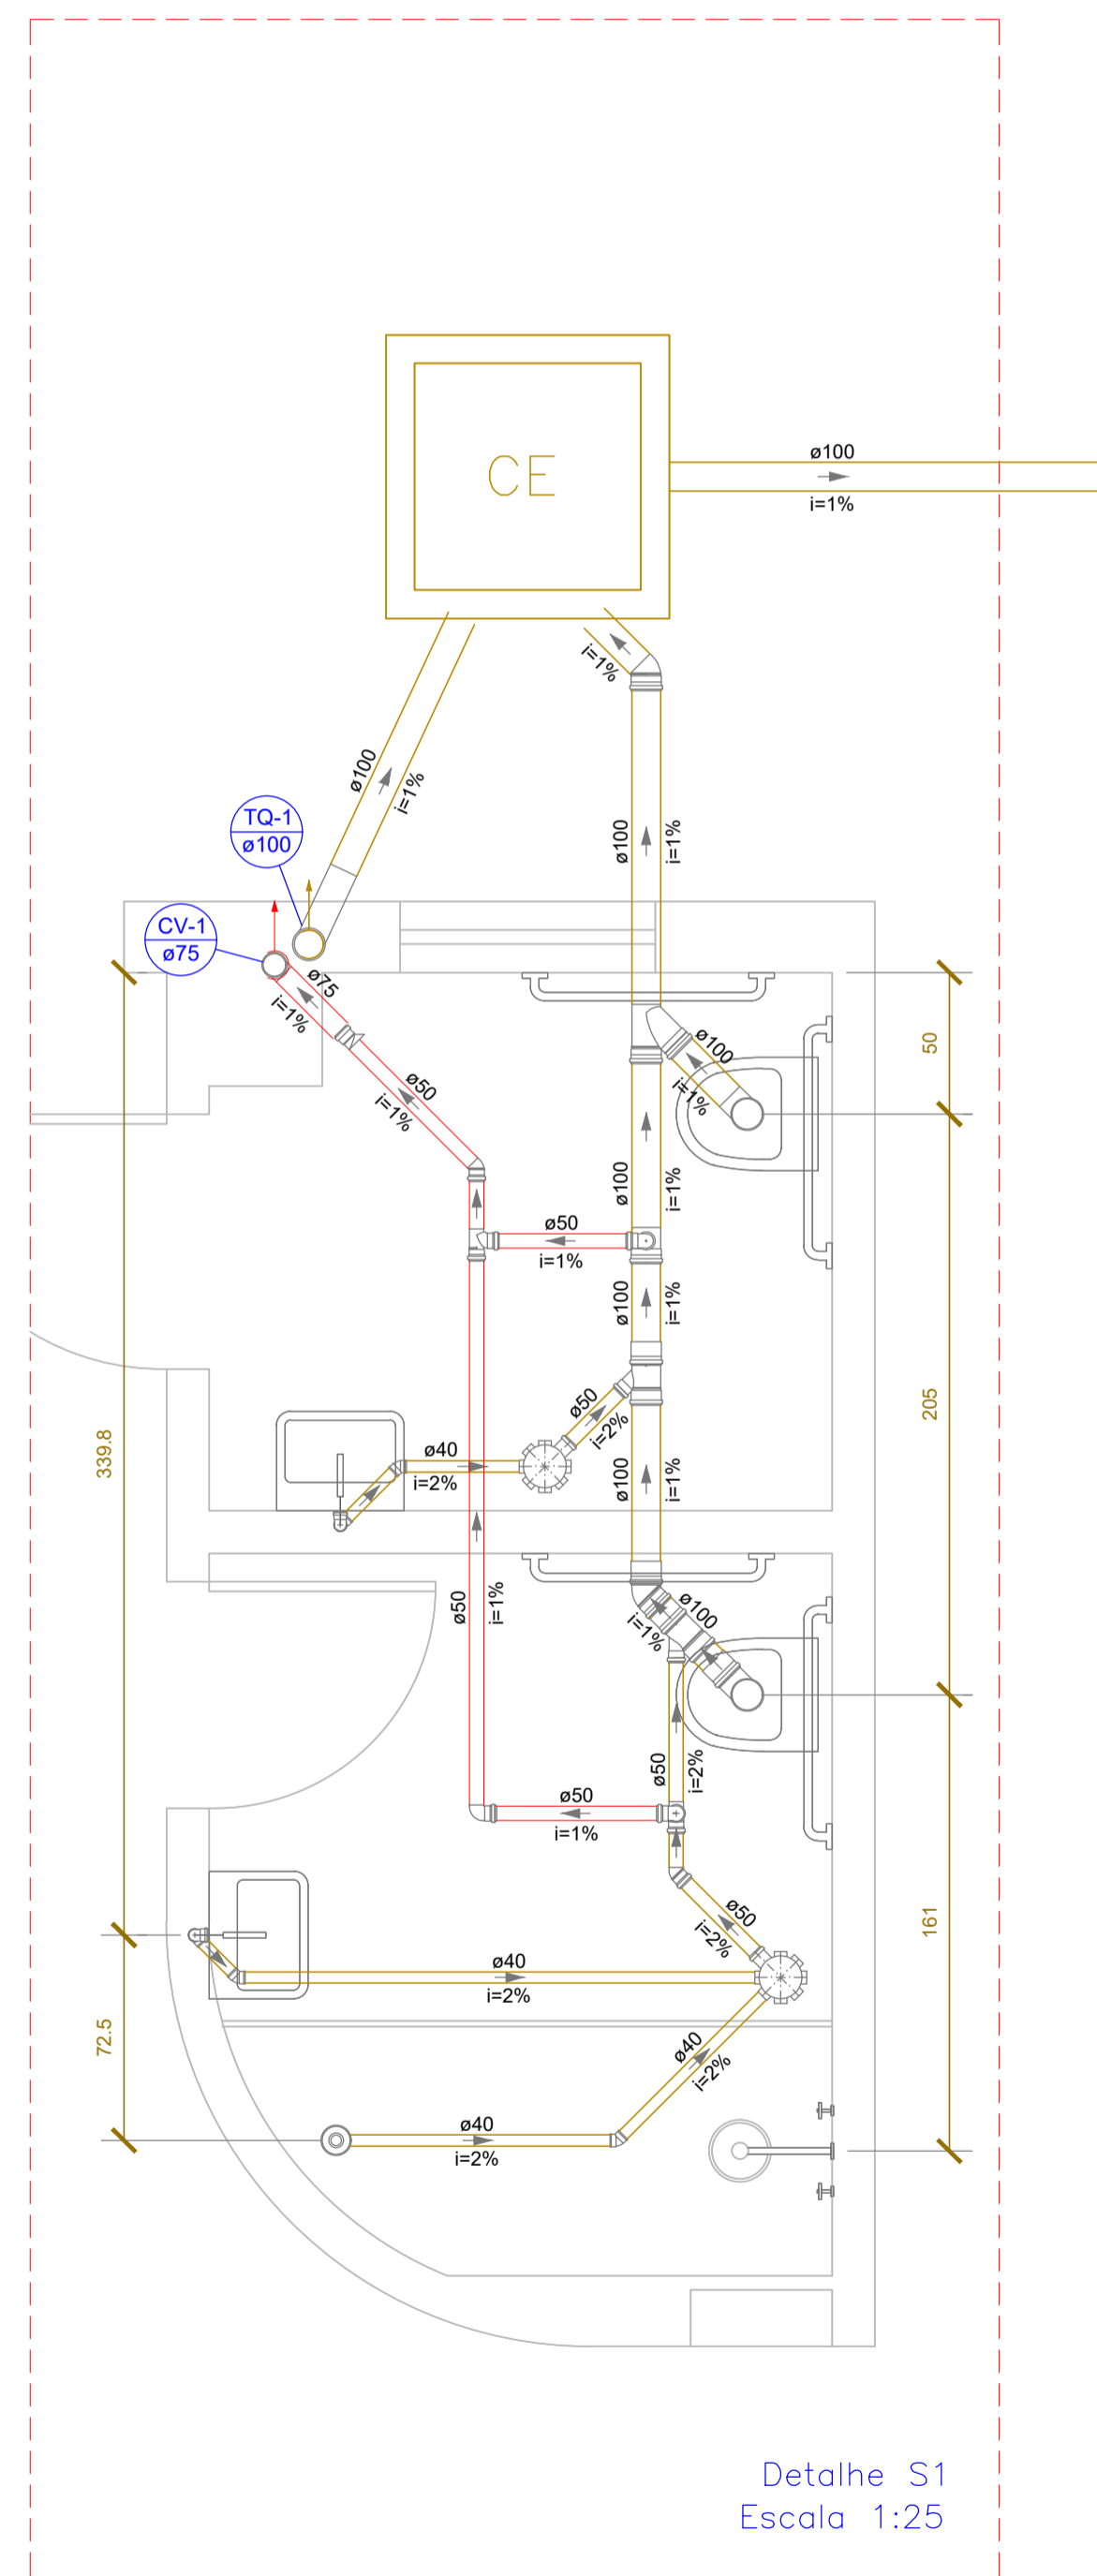 CE
ø100
i=1%
i=1%
ø100
i=1%
TQ-1
ø100
ø100
i=1%
CV-1
ø75
ø75
i=1%
ø100
i=1%
50
ø50
i=1%
ø100
i=1%
ø50
i=1%
ø100
i=1%
205
339.8
ø50
i=2%
ø40
i=2%
ø100
i=1%
ø50
i=1%
ø100
i=1%
ø50
i=2%
ø50
i=1%
ø50
i=2%
161
ø40
i=2%
72.5
ø40
i=2%
ø40
i=2%
Detalhe S1
Escala 1:25